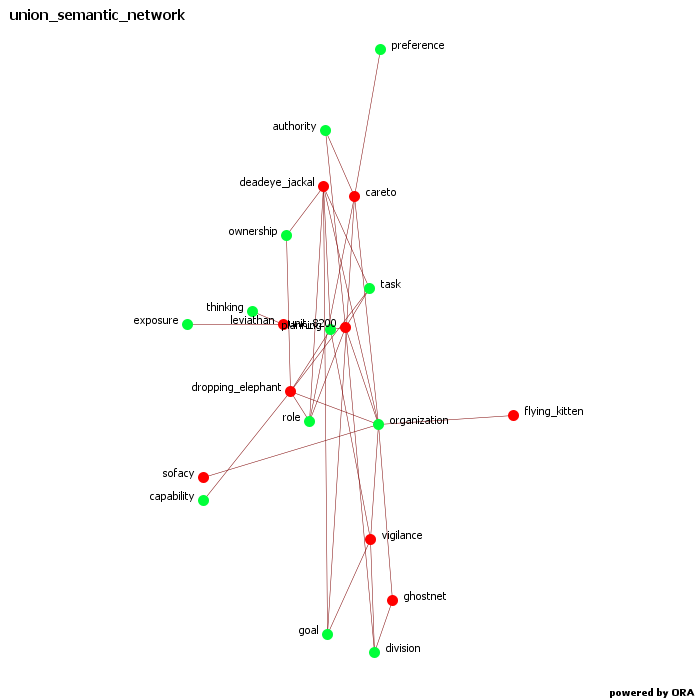 union_semantic_network
preference
authority
deadeye_jackal
careto
ownership
task
thinking
exposure
leviathan
planning
unit_8200
dropping_elephant
role
organization
flying_kitten
sofacy
capability
vigilance
ghostnet
goal
division
powered by ORA